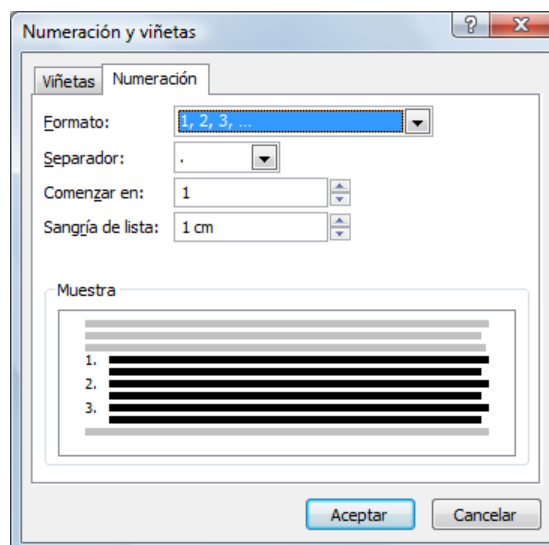 Numeración y viñetas
Viñetas Numeración
Formato: 1, 2, 3, ...
Separador: .
Comenzar en: 1
Sangría de lista: 1 cm
Muestra
1.
2.
3.
Aceptar Cancelar